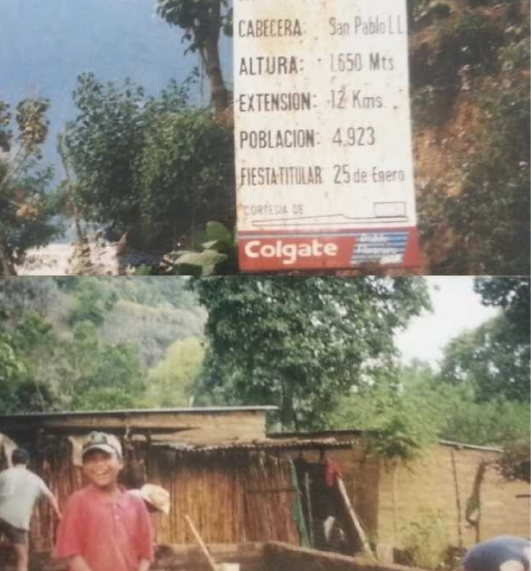 CABECERA: San Pablo L.L.
ALTURA: 1,650 Mts
EXTENSION: 12 Kms.
POBLACION: 4,923
FIESTA TITULAR 25 de Enero
CORTESIA DE
Colgate